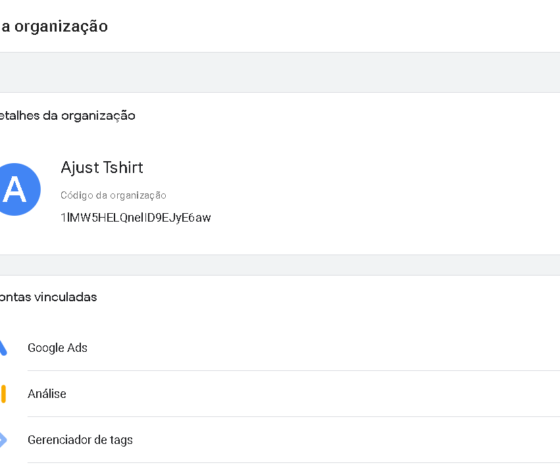 a organização
etalhes da organização
A
Ajust Tshirt
Código da organização
1lMW5HELQnelID9EJyE6aw
ontas vinculadas
Google Ads
Análise
Gerenciador de tags